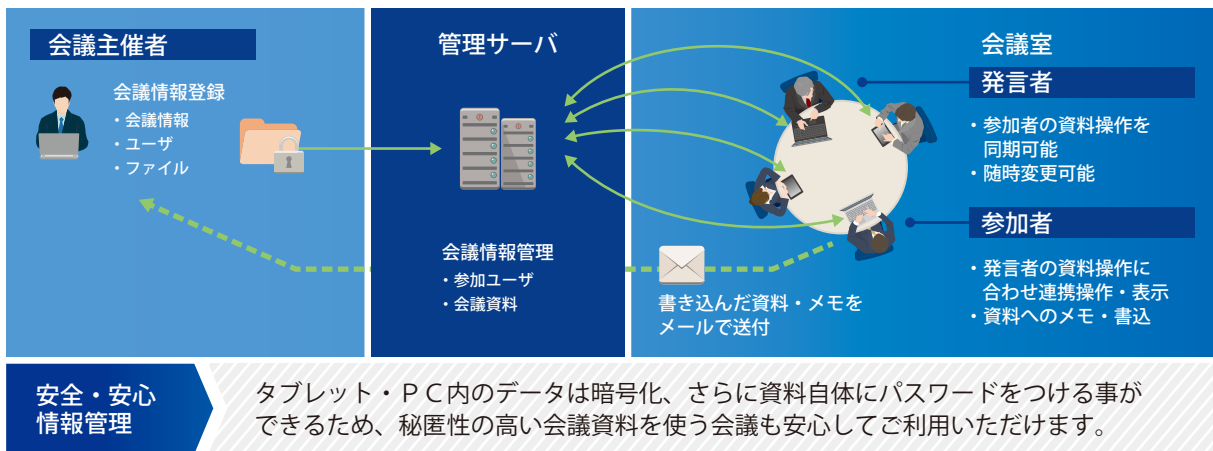 会議主催者
会議情報登録
・会議情報
・ユーザ
・ファイル
管理サーバ
会議情報管理
・参加ユーザ
・会議資料
会議室
発言者
・参加者の資料操作を
同期可能
・随時変更可能
参加者
・発言者の資料操作に
合わせ連携操作・表示
・資料へのメモ・書込
書き込んだ資料・メモを
メールで送付
安全・安心
情報管理
タブレット・ＰＣ内のデータは暗号化、さらに資料自体にパスワードをつける事が
できるため、秘匿性の高い会議資料を使う会議も安心してご利用いただけます。